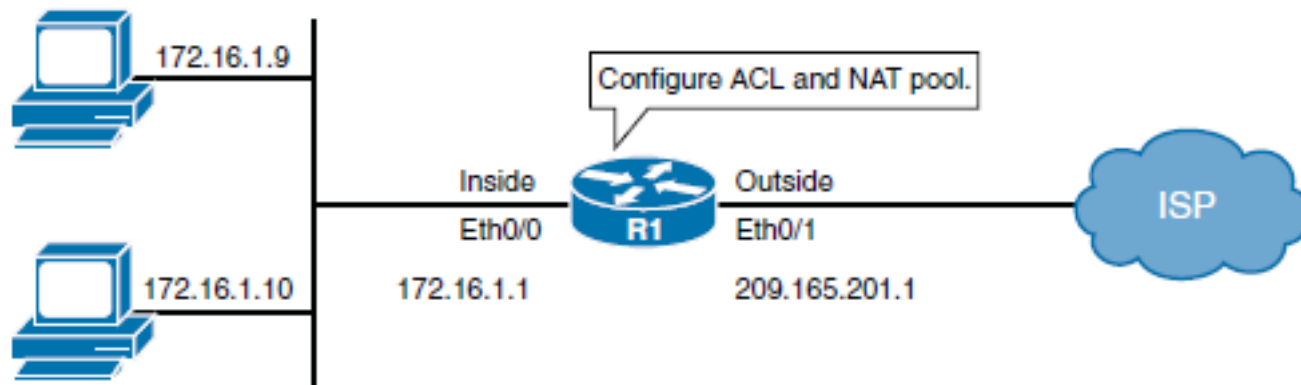 172.16.1.9
Configure ACL and NAT pool.
Inside
Outside
ISP
Eth0/0
R1
Eth0/1
172.16.1.10
172.16.1.1
209.165.201.1